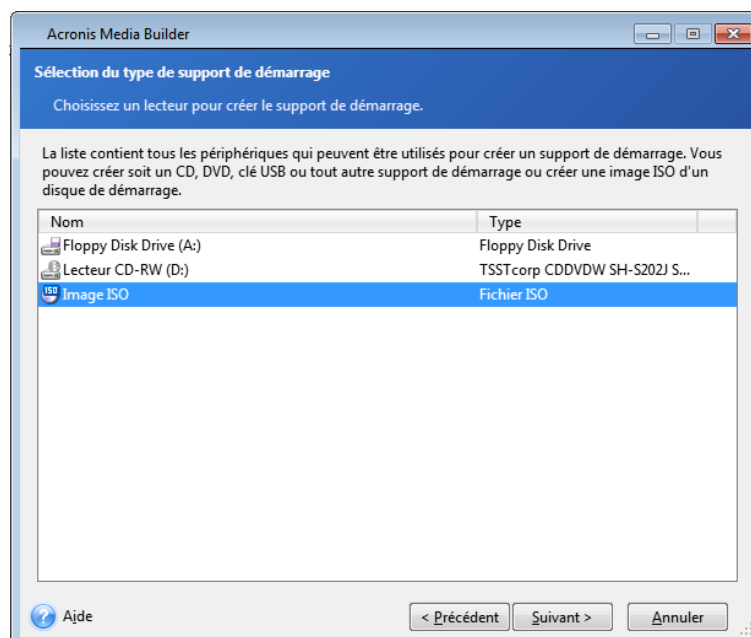 Acronis Media Builder
Sélection du type de support de démarrage
Choisissez un lecteur pour créer le support de démarrage.
La liste contient tous les périphériques qui peuvent être utilisés pour créer un support de démarrage. Vous
pouvez créer soit un CD, DVD, clé USB ou tout autre support de démarrage ou créer une image ISO d'un
disque de démarrage.
Nom Type
Floppy Disk Drive (A:) Floppy Disk Drive
Lecteur CD-RW (D:) TSSTcorp CDDVDW SH-S202J S...
ISO Image ISO Fichier ISO
Aide < Précédent Suivant > Annuler